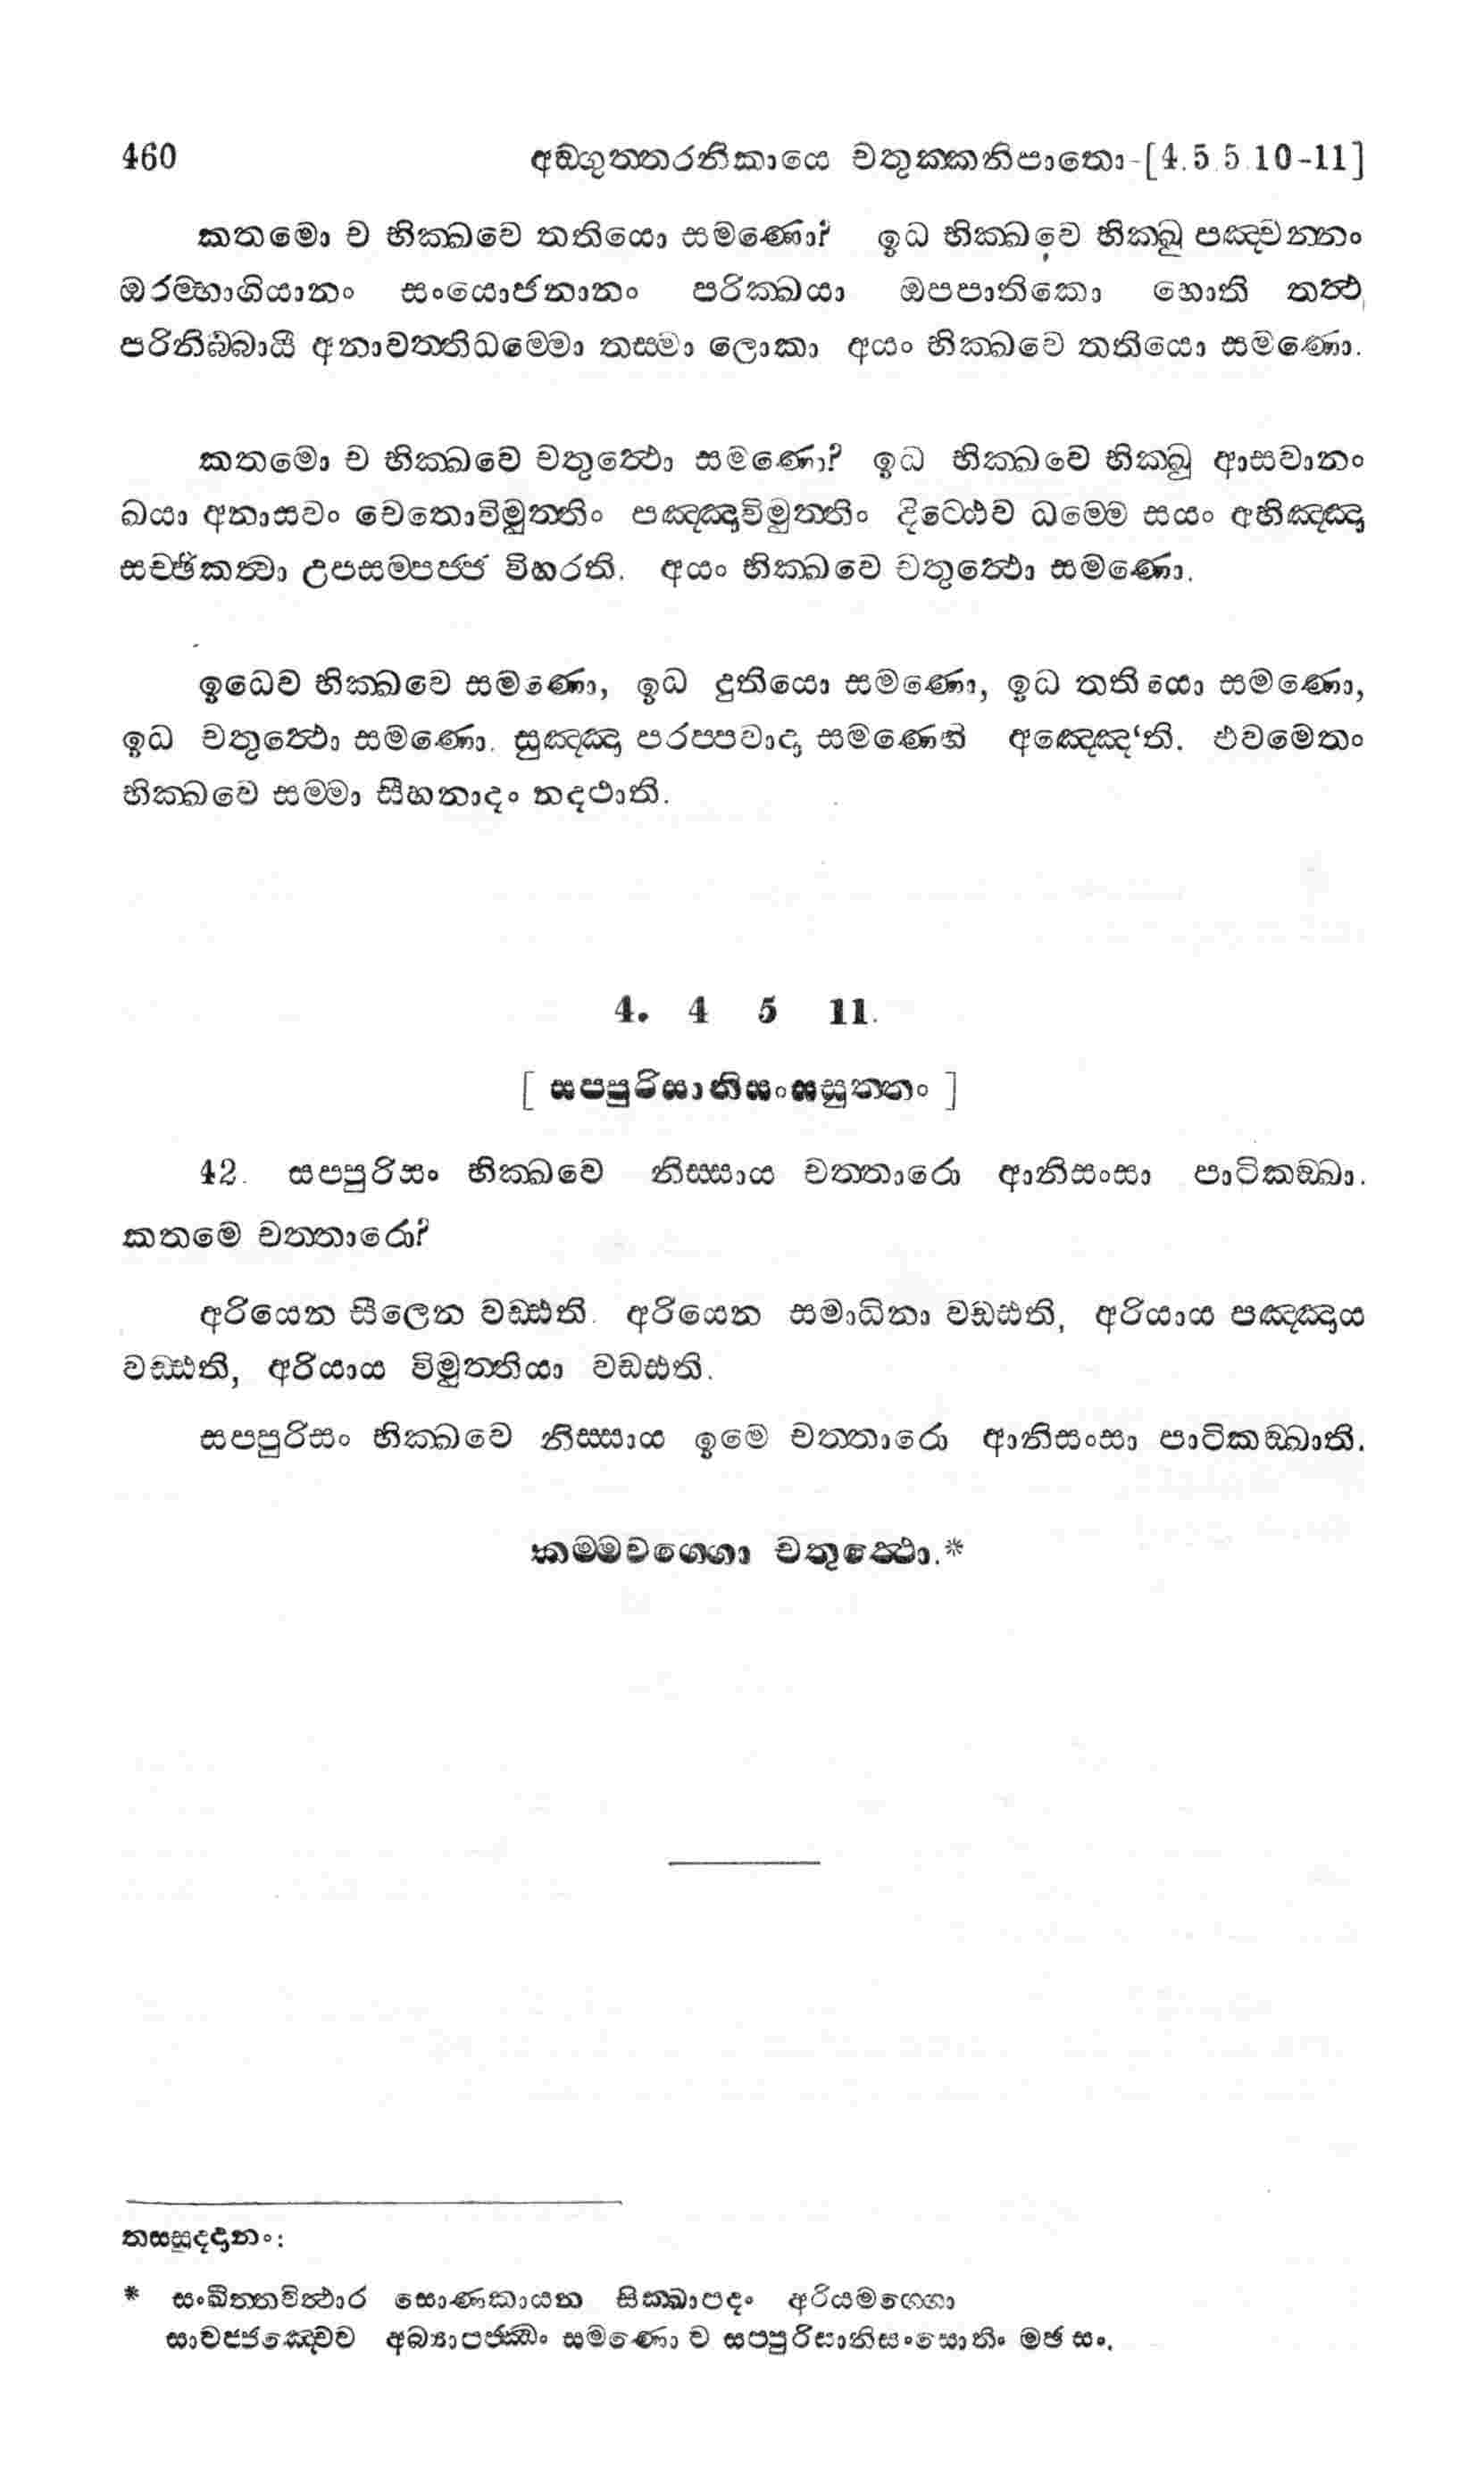 460 අඞ්ගුත්තරනිකායෙ චතුක්කනිපාතො-[4.5.5.10-11]
කතමො ච භික්ඛවෙ තතියො සමණො? ඉධ භික්ඛවෙ භික්ඛු පඤ්චන්නං
ඔරම්භාගියානං සංයොජනානං පරික්ඛයා ඔපපාතිකො හොති තත්ථ
පරිනිබ්බායී අනාවත්තිධම්මො තස්මා ලොකා අයං භික්ඛවෙ තතියො සමණො.
කතමො ච භික්ඛවෙ චතුත්ථො සමණො? ඉධ භික්ඛවෙ භික්ඛු ආසවානං
ඛයා අනාසවං චෙතොවිමුත්තිං පඤ්ඤාවිමුත්තිං දිට්ඨෙව ධම්මෙ සයං අභිඤ්ඤා
සච්ඡිකත්වා උපසම්පජ්ජ විහරති. අයං භික්ඛවෙ චතුත්ථො සමණො.
ඉධෙව භික්ඛවෙ සමණො, ඉධ දුතියො සමණො, ඉධ තතියො සමණො,
ඉධ චතුත්ථො සමණො. සුඤ්ඤා පරප්පවාදා සමණෙභි අඤ්ඤෙ‘ති. එවමෙතං
භික්ඛවෙ සම්මා සීහනාදං නදථාති.
4. 4 5 11.
[ සප්පුරිසානිසංසසුත්තං ]
42. සප්පුරිසං භික්ඛවෙ නිස්සාය චත්තාරො ආනිසංසා පාටිකඞ්ඛා.
කතමෙ චත්තාරො?
අරියෙන සීලෙන වඩ්ඪති. අරියෙන සමාධිනා වඩ්ඪති, අරියාය පඤ්ඤාය
වඩ්ඪති, අරියාය විමුත්තියා වඩ්ඪති.
සප්පුරිසං භික්ඛවෙ නිස්සාය ඉමෙ චත්තාරො ආනිසංසා පාටිකඞ්ඛාති.
කම්මවග්ගො චතුත්ථො.*
තස්සුද්දානං:
* සංඛිත්තවිත්ථාර සොණකායන සික්ඛාපදං අරියමග්ගො
සාවජ්ජඤ්චෙව අබ්‍යාපජ්ඣං සමණො ච සප්පුරිසානිසංසොති මඡසං.